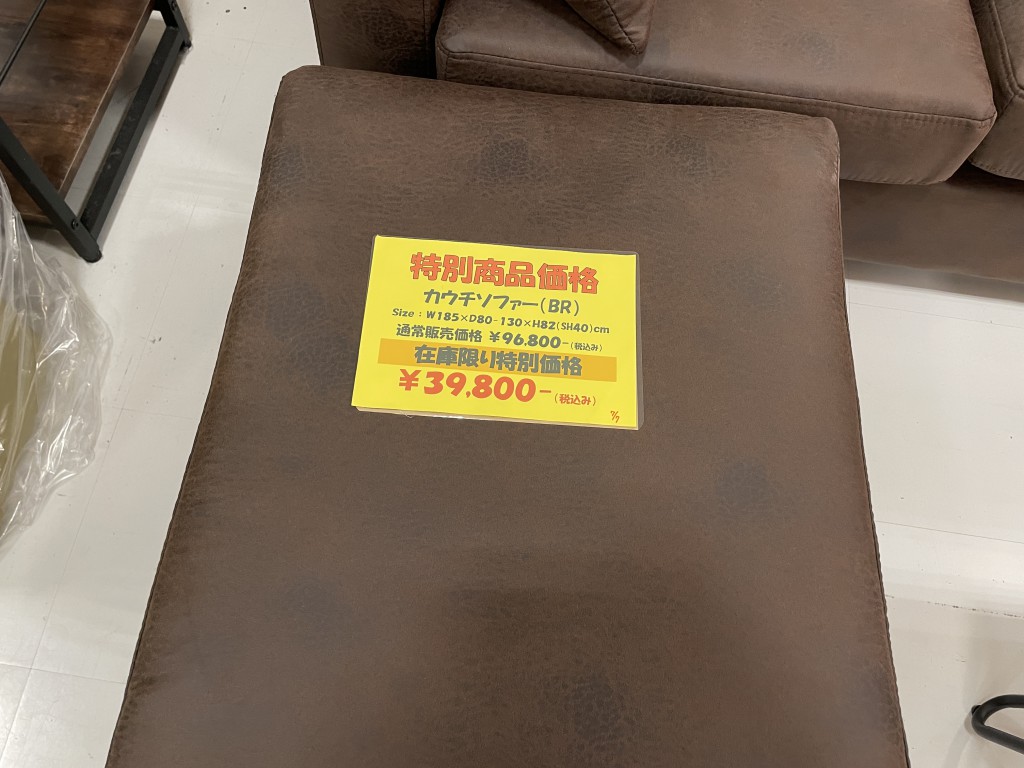 特別商品価格
カウチソファー(BR)
Size : W185×D80-130×H82(SH40)cm
通常販売価格 ¥96,800-(税込み)
在庫限り特別価格
¥39,800-(税込み)
7/7